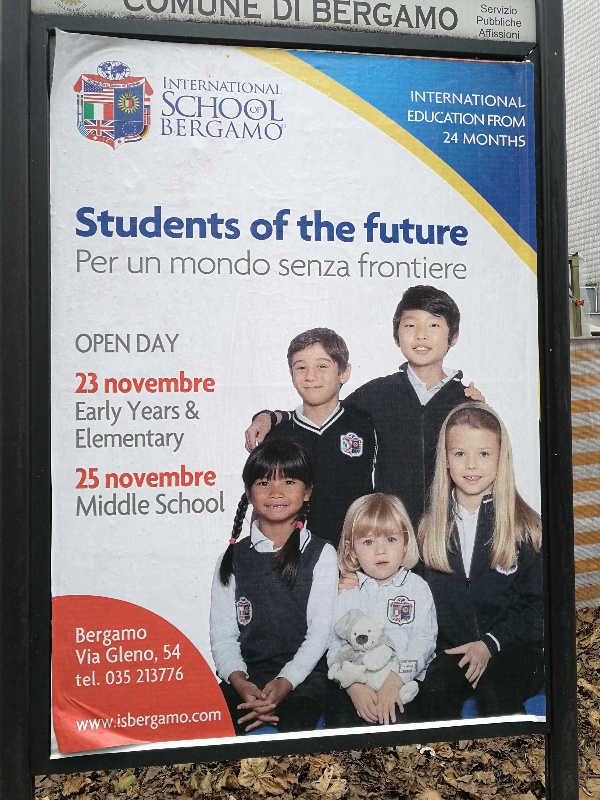 COMUNE DI BERGAMO
Servizio
Pubbliche
Affissioni
INTERNATIONAL
SCHOOL OF
BERGAMO
INTERNATIONAL
EDUCATION FROM
24 MONTHS
Students of the future
Per un mondo senza frontiere
OPEN DAY
23 novembre
Early Years &
Elementary
25 novembre
Middle School
Bergamo
Via Gleno, 54
tel. 035 213776
www.isbergamo.com